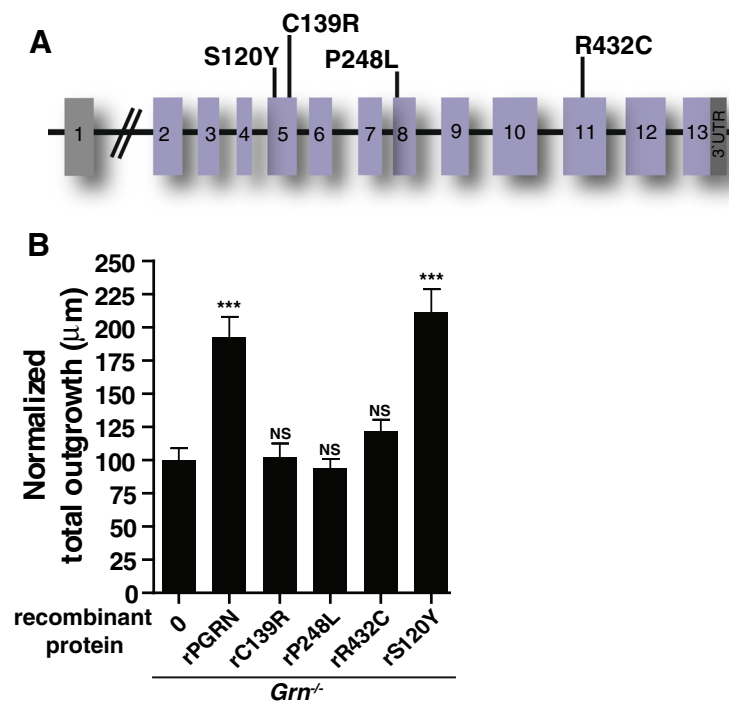 A
C139R
S120Y
P248L
R432C
1
2
3
4
5
6
7
8
9
10
11
12
13
3`UTR
B
Normalized
total outgrowth (μm)
250
225
200
175
150
125
100
75
50
25
0
***
NS
NS
NS
***
recombinant
protein
0
rPGRN
rC139R
rP248L
rR432C
rS120Y
Grn-/-